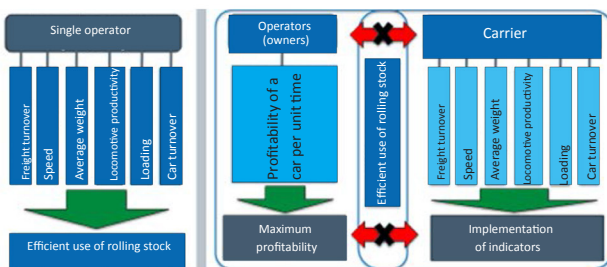 Single operator
Freight turnover
Speed
Average weight
Locomotive productivity
Loading
Car turnover
Efficient use of rolling stock
Operators
(owners)
Profitability of a
car per unit time
Maximum
profitability
Efficient use of rolling stock
Carrier
Freight turnover
Speed
Average weight
Locomotive productivity
Loading
Car turnover
Implementation
of indicators